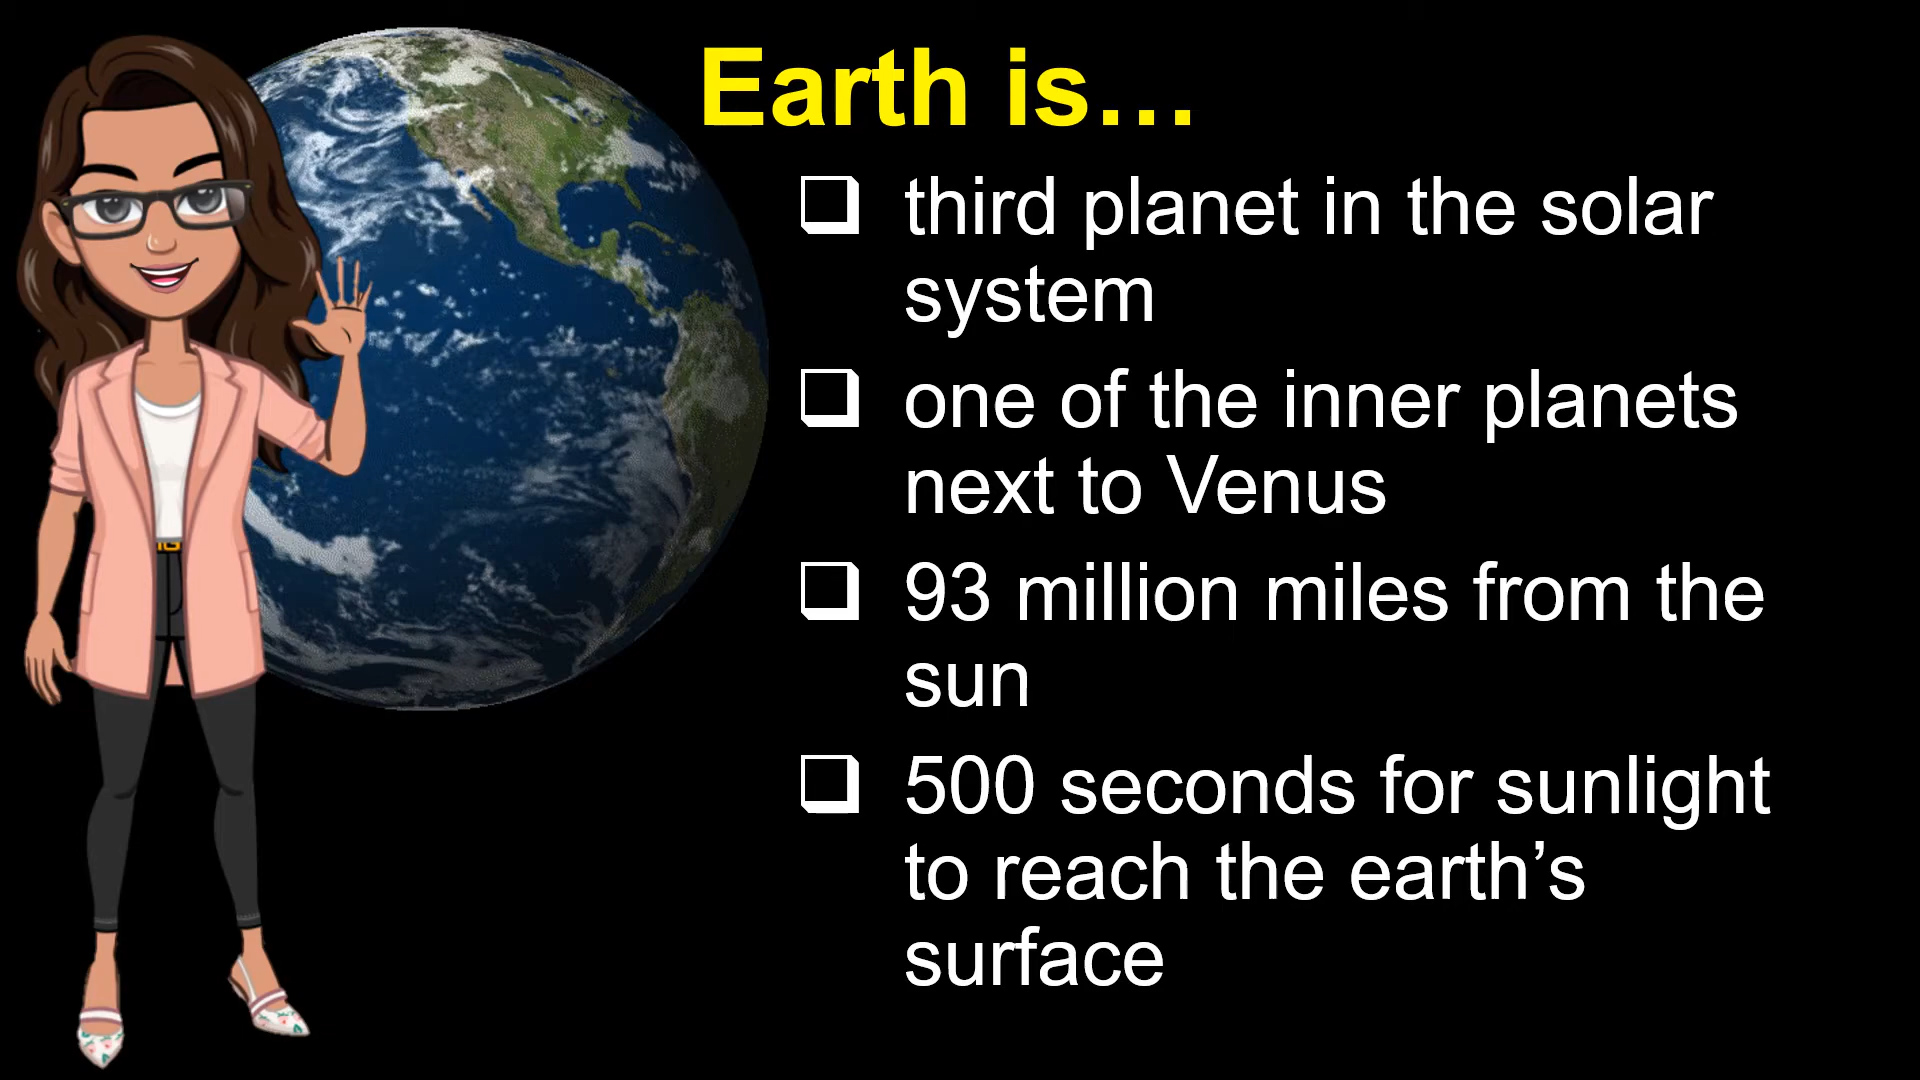 Earth is…
third planet in the solar
system
one of the inner planets
next to Venus
93 million miles from the
sun
500 seconds for sunlight
to reach the earth’s
surface